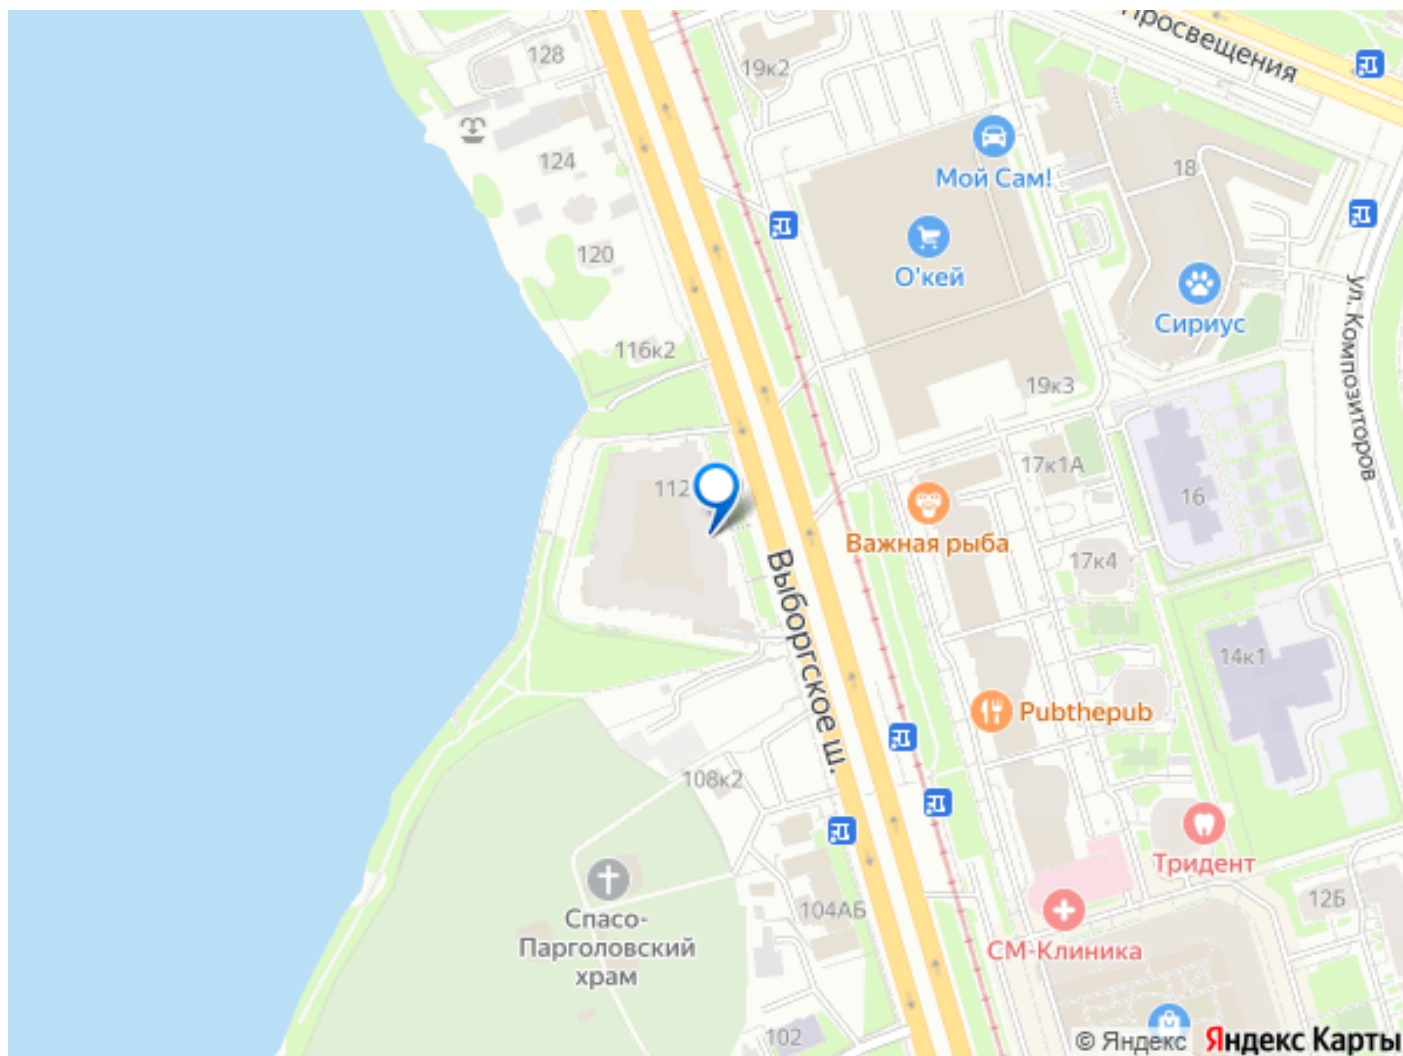 Просвещения
128
19к2
Мой Сам!
124
18
120
О'кей
Сириус
ул. Композиторов
116к2
19к3
17к1А
112
16
Важная рыба
17к4
Выборгское ш.
14к1
Pubthepub
108к2
Тридент
12Б
104АБ
Спасо-
Парголовский
храм
СМ-Клиника
102
© Яндекс Яндекс Карты